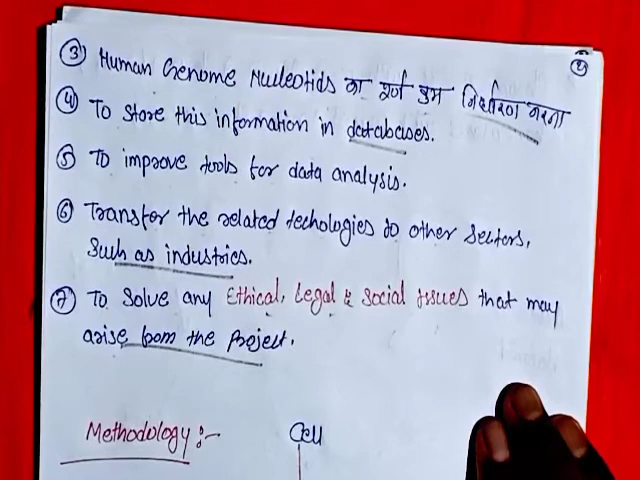 ③ Human Genome Nucleotids का पूर्ण क्रम निर्धारण करना
④ To store this information in databases.
⑤ To improve tools for data analysis.
⑥ Transfer the related techologies to other sectors,
such as industries.
⑦ To solve any Ethical, Legal & Social Issues that may
arise from the Project.
Methodology :-
Cell